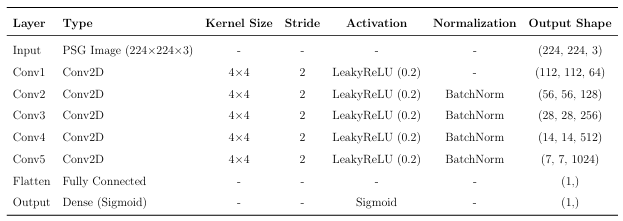 Layer Type Kernel Size Stride Activation Normalization Output Shape
Input PSG Image (224×224×3) - - - - (224, 224, 3)
Conv1 Conv2D 4×4 2 LeakyReLU (0.2) - (112, 112, 64)
Conv2 Conv2D 4×4 2 LeakyReLU (0.2) BatchNorm (56, 56, 128)
Conv3 Conv2D 4×4 2 LeakyReLU (0.2) BatchNorm (28, 28, 256)
Conv4 Conv2D 4×4 2 LeakyReLU (0.2) BatchNorm (14, 14, 512)
Conv5 Conv2D 4×4 2 LeakyReLU (0.2) BatchNorm (7, 7, 1024)
Flatten Fully Connected - - - - (1,)
Output Dense (Sigmoid) - - Sigmoid - (1,)